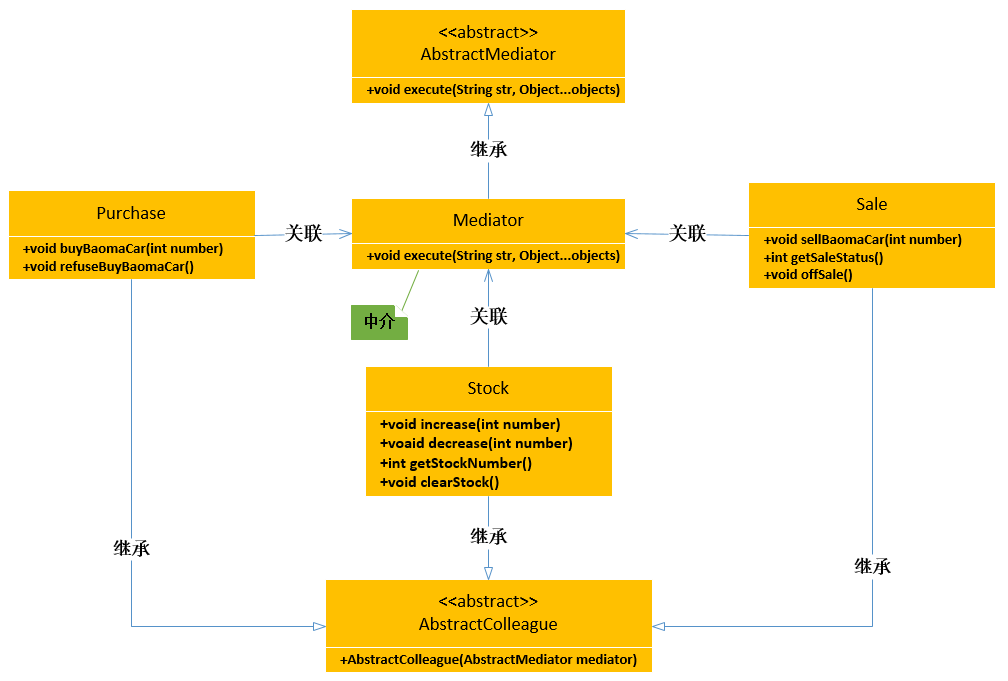 <<abstract>>
AbstractMediator
+void execute(String str, Object...objects)
继承
Purchase
+void buyBaomaCar(int number)
+void refuseBuyBaomaCar()
关联
Mediator
+void execute(String str, Object...objects)
关联
Sale
+void sellBaomaCar(int number)
+int getSaleStatus()
+void offSale()
中介
关联
Stock
+void increase(int number)
+voaid decrease(int number)
+int getStockNumber()
+void clearStock()
继承
继承
继承
<<abstract>>
AbstractColleague
+AbstractColleague(AbstractMediator mediator)